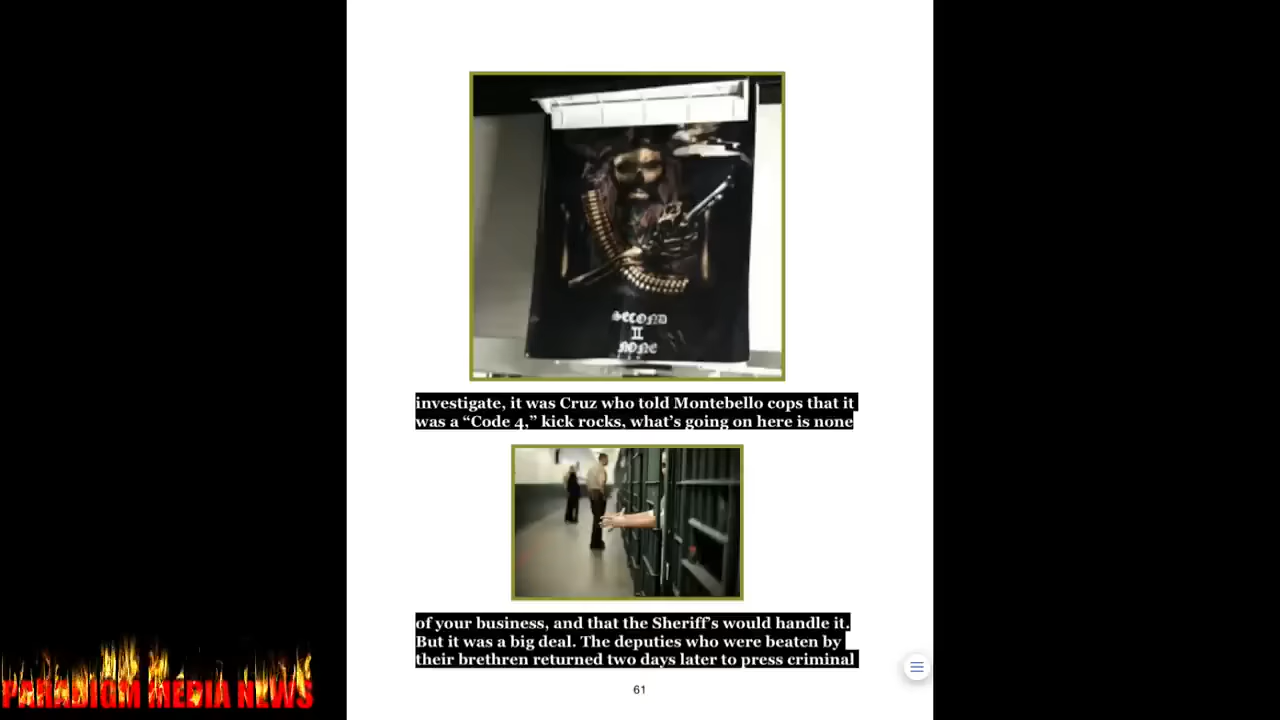 SECOND
II
NONE
investigate, it was Cruz who told Montebello cops that it
was a “Code 4,” kick rocks, what’s going on here is none
of your business, and that the Sheriff’s would handle it.
But it was a big deal. The deputies who were beaten by
their brethren returned two days later to press criminal
61
PARADIGM MEDIA NEWS